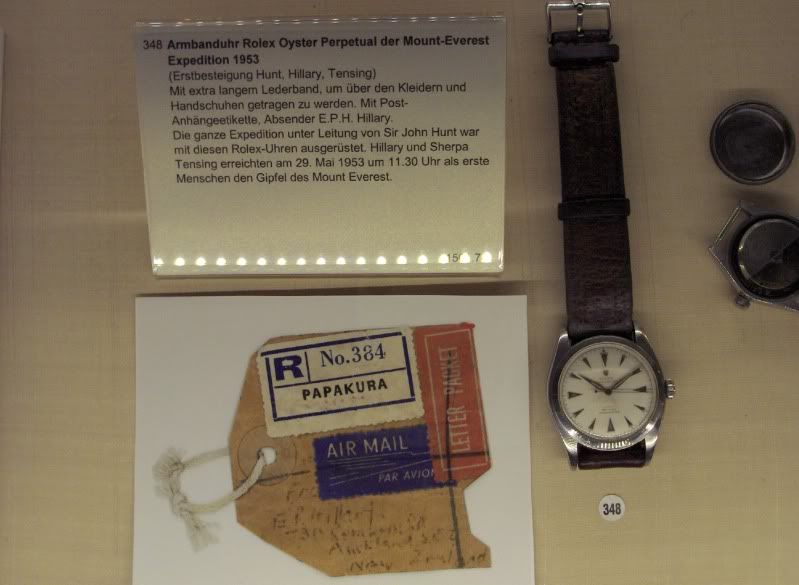 348 Armbanduhr Rolex Oyster Perpetual der Mount-Everest
Expedition 1953
(Erstbesteigung Hunt, Hillary, Tensing)
Mit extra langem Lederband, um über den Kleidern und
Handschuhen getragen zu werden. Mit Post-
Anhängeetikette, Absender E.P.H. Hillary.
Die ganze Expedition unter Leitung von Sir John Hunt war
mit diesen Rolex-Uhren ausgerüstet. Hillary und Sherpa
Tensing erreichten am 29. Mai 1953 um 11.30 Uhr als erste
Menschen den Gipfel des Mount Everest.
R No.384
PAPAKURA
LETTER PACKET
AIR MAIL
PAR AVION
E.P. Hillary
Auckland
New Zealand
348